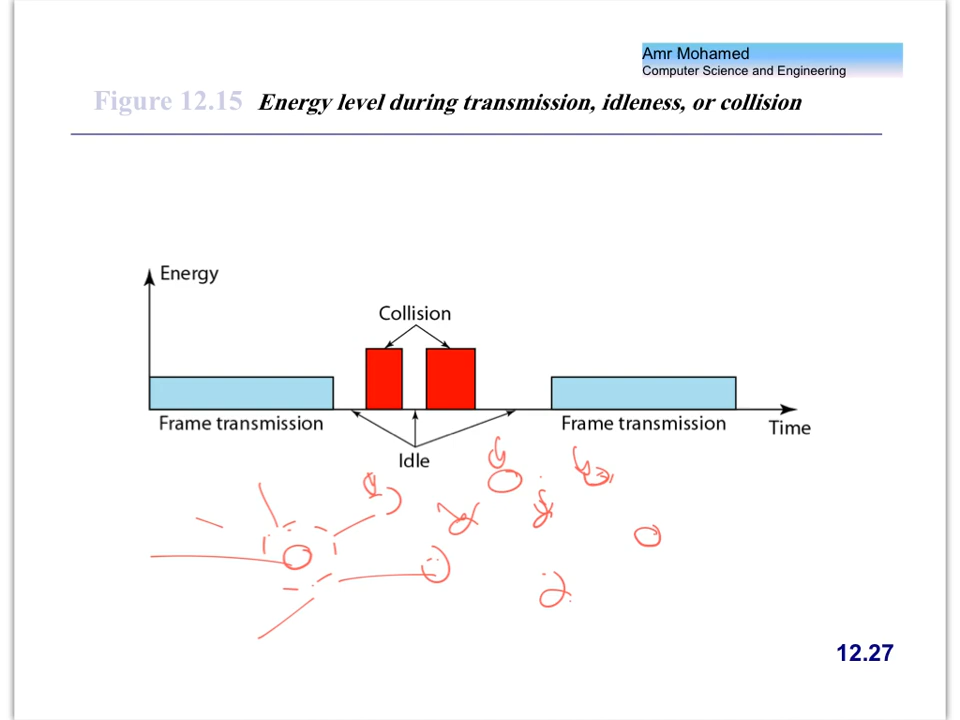 Amr Mohamed
Computer Science and Engineering
Figure 12.15 Energy level during transmission, idleness, or collision
Energy
Collision
Frame transmission
Frame transmission
Time
Idle
12.27